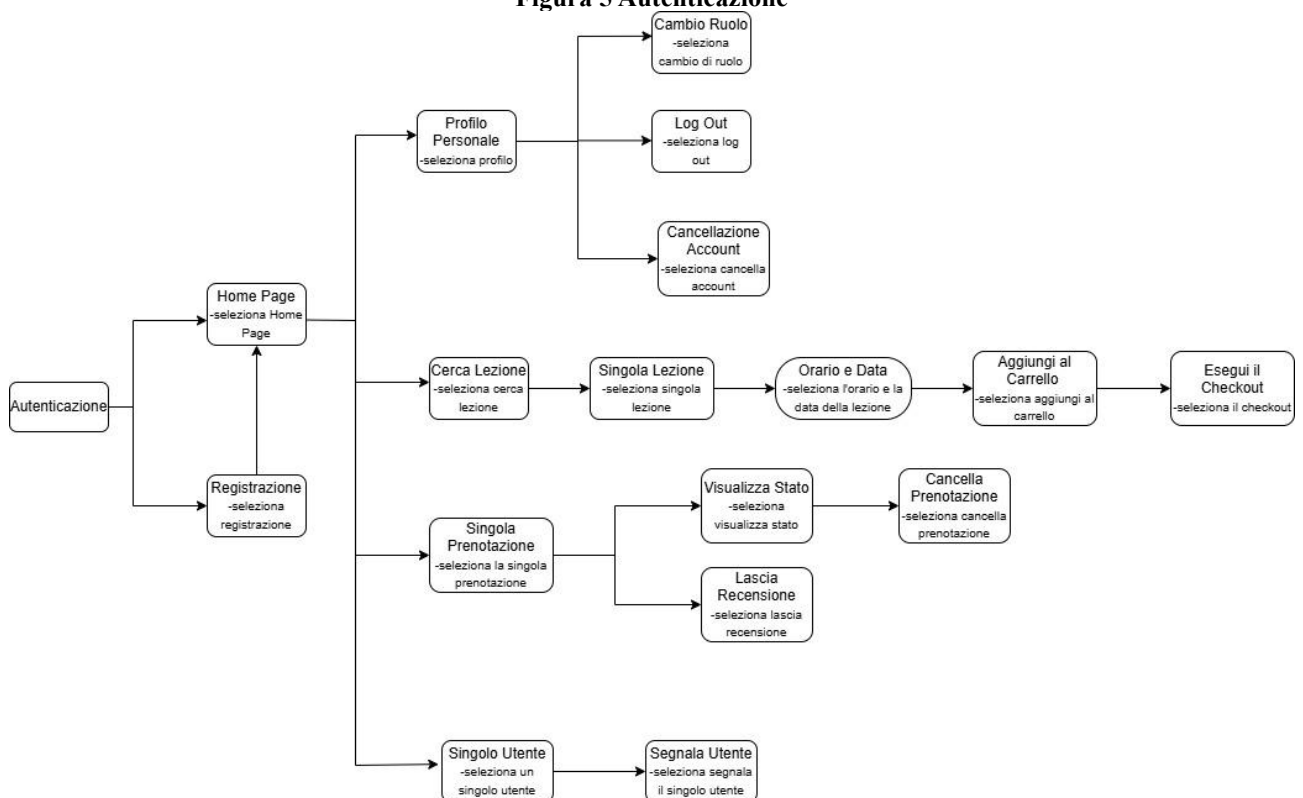 Figura 5 Autenticazione
Cambio Ruolo
-seleziona
cambio di ruolo
Profilo
Personale
-seleziona profilo
Log Out
-seleziona log
out
Cancellazione
Account
-seleziona cancella
account
Home Page
-seleziona Home
Page
Autenticazione
Registrazione
-seleziona
registrazione
Cerca Lezione
-seleziona cerca
lezione
Singola Lezione
-seleziona singola
lezione
Orario e Data
-seleziona l'orario e la
data della lezione
Aggiungi al
Carrello
-seleziona aggiungi al
carrello
Esegui il
Checkout
-seleziona il checkout
Singola
Prenotazione
-seleziona la singola
prenotazione
Visualizza Stato
-seleziona
visualizza stato
Cancella
Prenotazione
-seleziona cancella
prenotazione
Lascia
Recensione
-seleziona lascia
recensione
Singolo Utente
-seleziona un
singolo utente
Segnala Utente
-seleziona segnala
il singolo utente